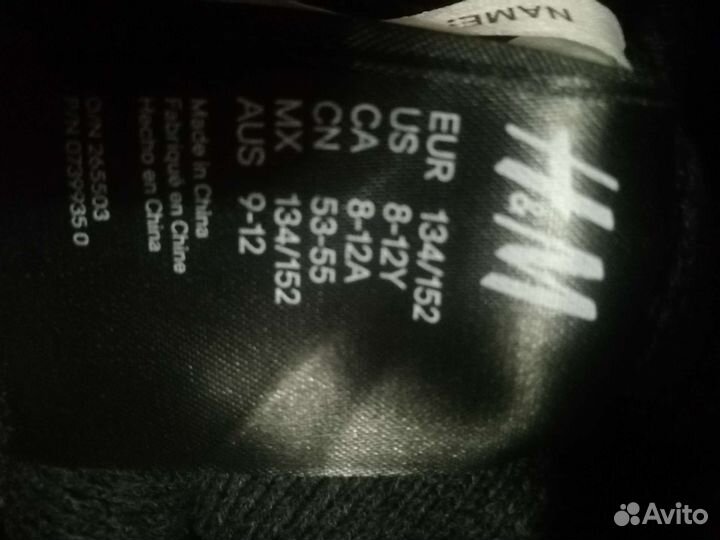 NAME:
H&M
EUR 134/152
US 8-12Y
CA 8-12A
CN 53-55
MX 134/152
AUS 9-12
Made in China
Fabriqué en Chine
Hecho en China
O/N 265503
Avito